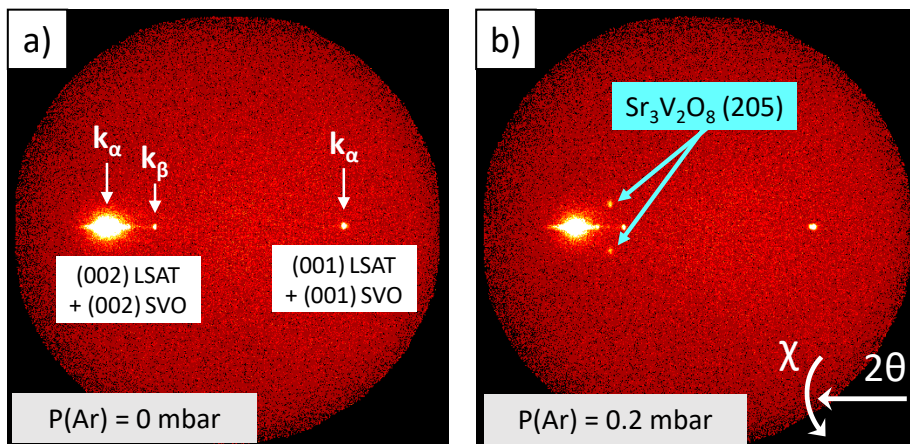 a)
kα
kβ
kα
(002) LSAT
+ (002) SVO
(001) LSAT
+ (001) SVO
P(Ar) = 0 mbar
b)
Sr₃V₂O₈ (205)
χ
2θ
P(Ar) = 0.2 mbar